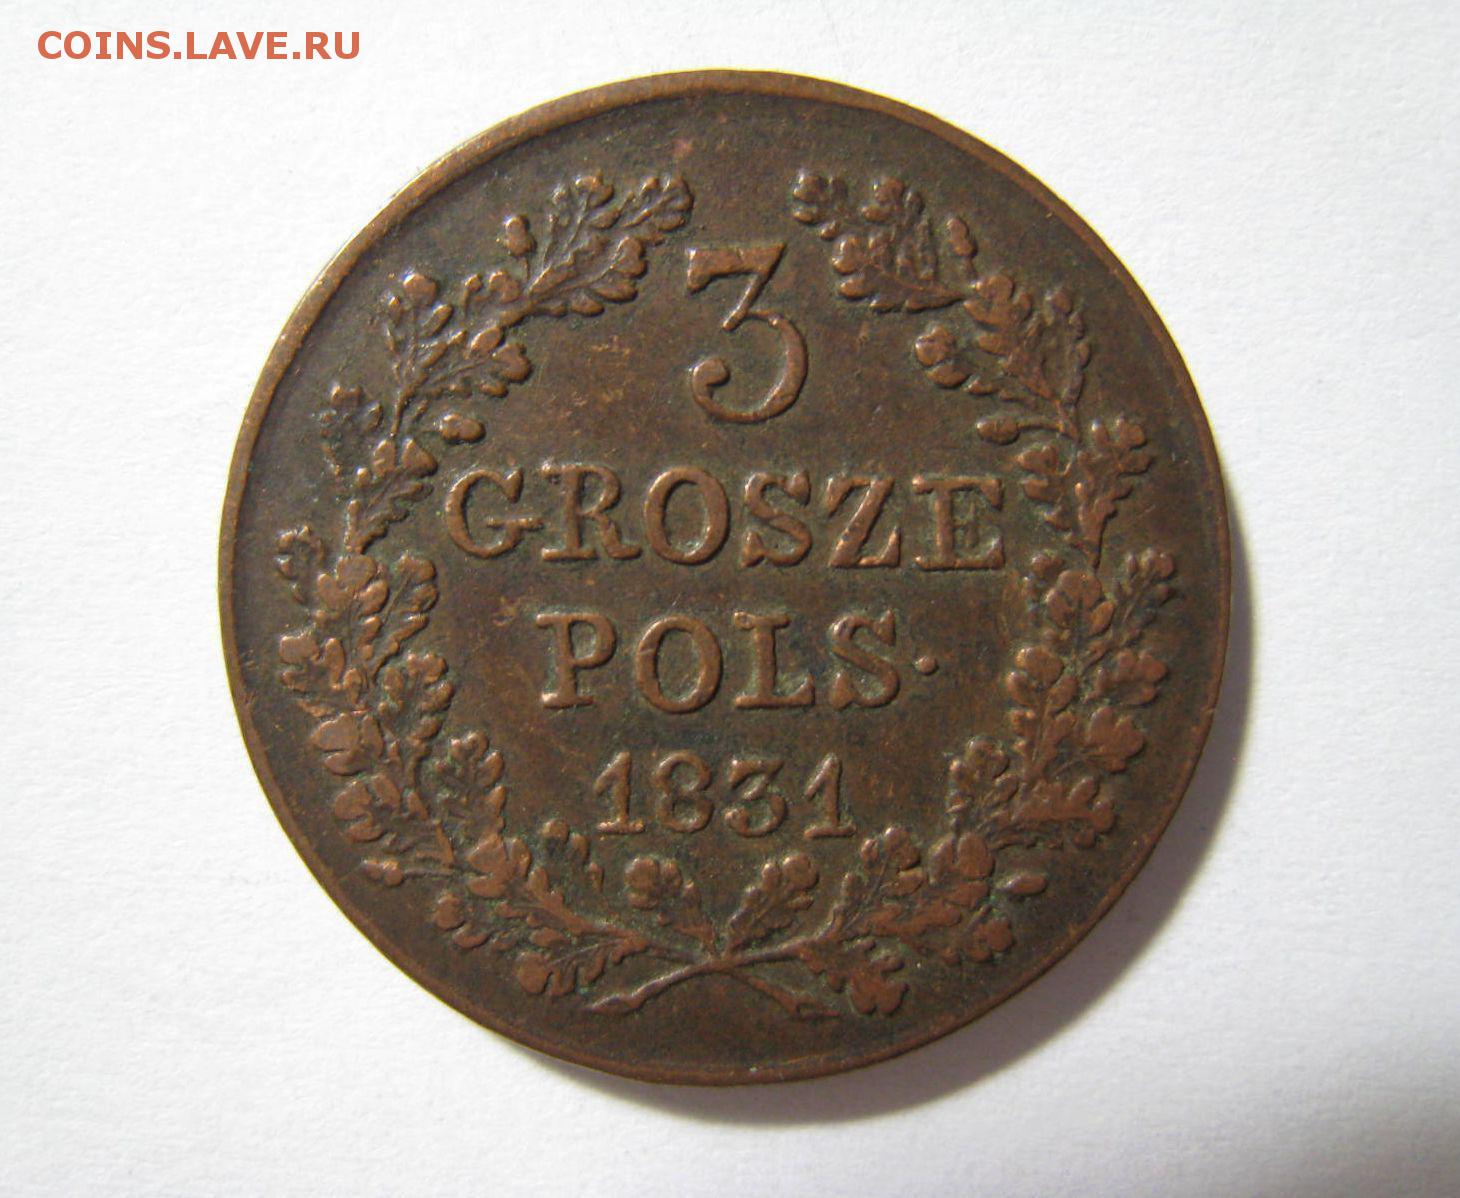 COINS.LAVE.RU
3
GROSZE
POLS.
1831